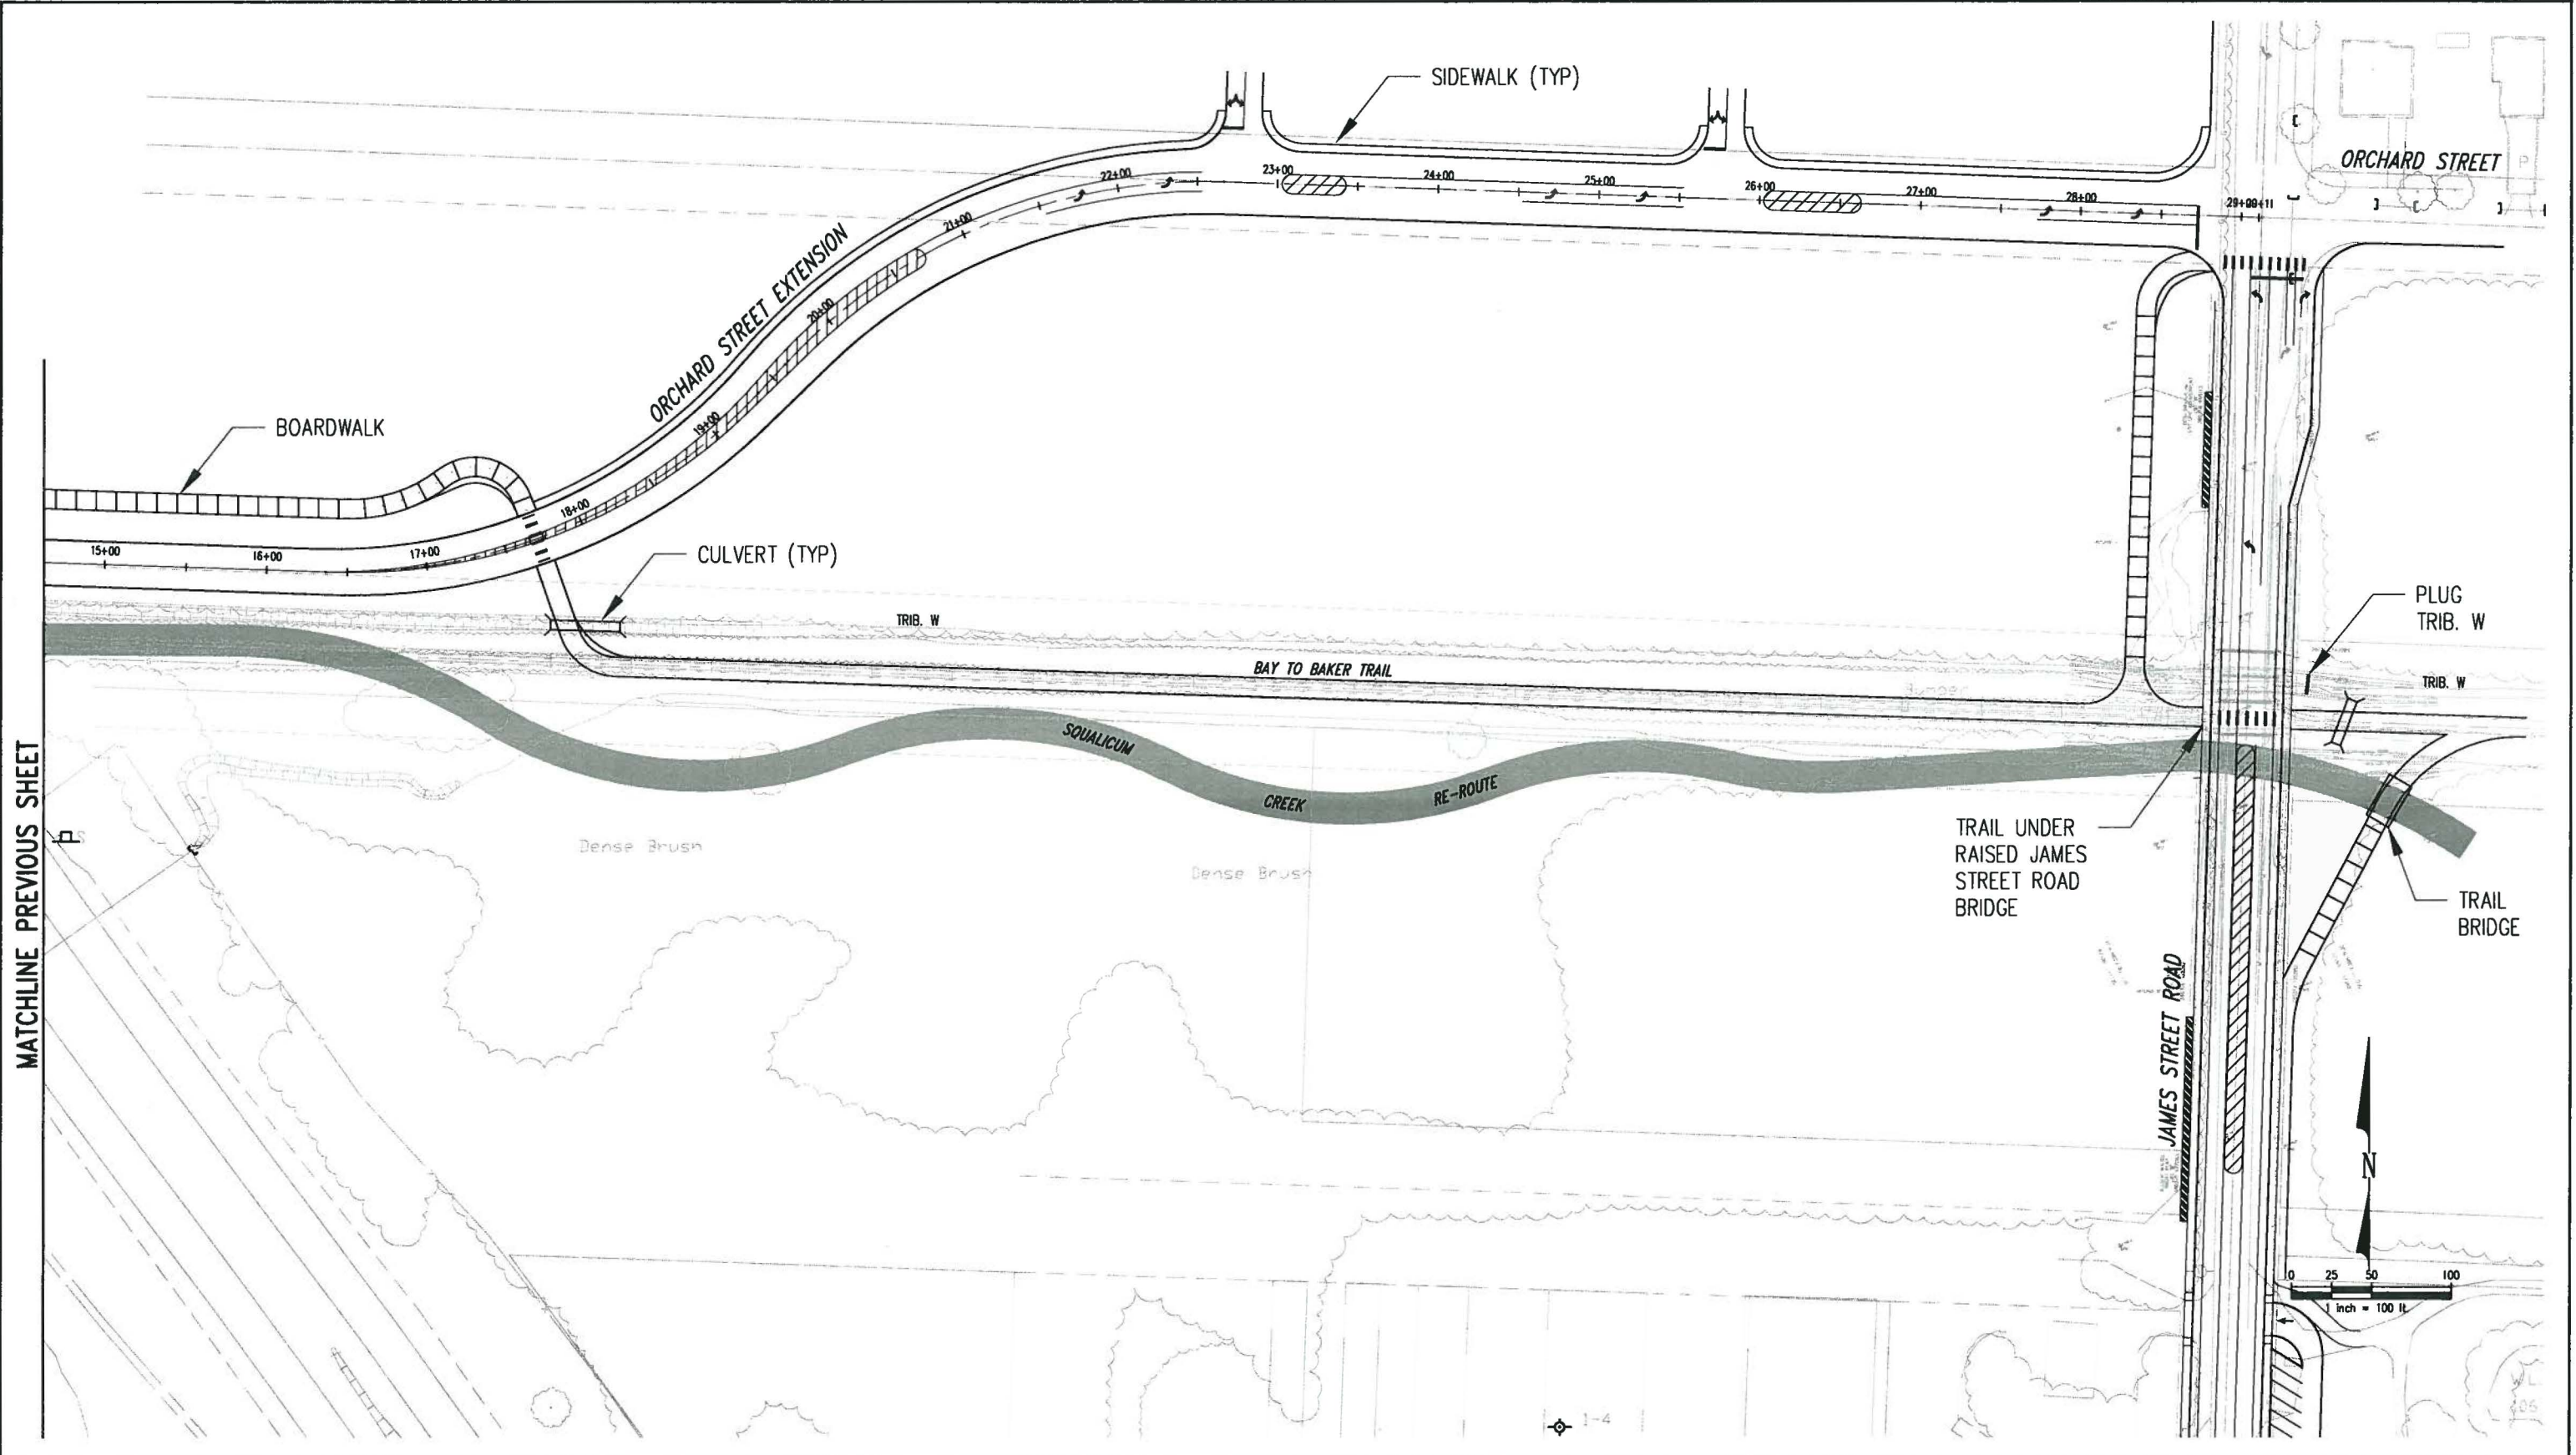 SIDEWALK (TYP)
ORCHARD STREET
22+00
23+00
24+00
25+00
26+00
27+00
28+00
21+00
20+00
19+00
18+00
17+00
16+00
15+00
ORCHARD STREET EXTENSION
BOARDWALK
CULVERT (TYP)
TRIB. W
BAY TO BAKER TRAIL
PLUG
TRIB. W
TRIB. W
SQUALICUM
CREEK
RE-ROUTE
Dense Brush
Dense Brush
TRAIL UNDER
RAISED JAMES
STREET ROAD
BRIDGE
TRAIL
BRIDGE
MATCHLINE PREVIOUS SHEET
JAMES STREET ROAD
N
0 25 50 100
1 inch = 100 ft.
I-4